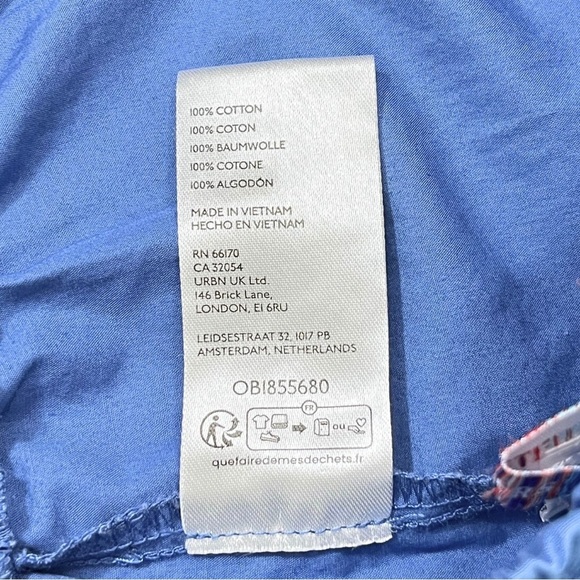 100% COTTON
100% COTON
100% BAUMWOLLE
100% COTONE
100% ALGODÓN
MADE IN VIETNAM
HECHO EN VIETNAM
RN 66170
CA 32054
URBN UK Ltd.
146 Brick Lane,
LONDON, E1 6RU
LEIDSESTRAAT 32, 1017 PB
AMSTERDAM, NETHERLANDS
OB1855680
FR
ou
quefairedemesdechets.fr